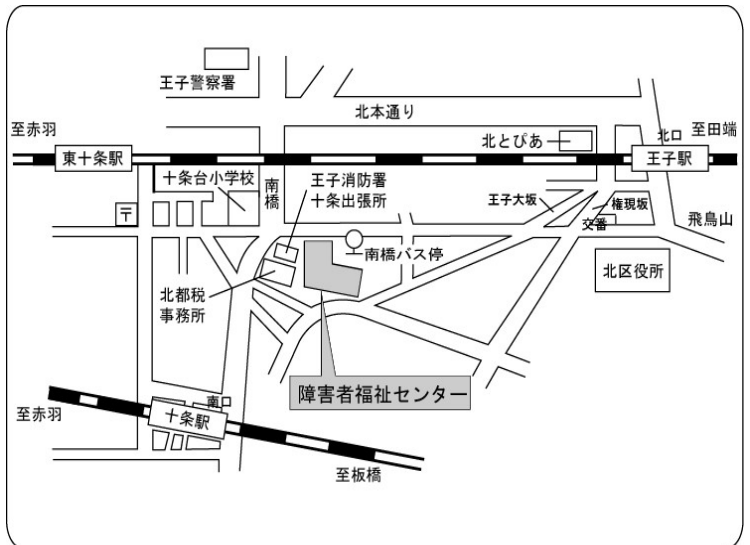 王子警察署
北本通り
至赤羽
北とぴあ
北口
至田端
東十条駅
王子駅
十条台小学校
南橋
王子消防署
十条出張所
王子大坂
権現坂
〒
交番
飛鳥山
南橋バス停
北区役所
北都税
事務所
障害者福祉センター
至赤羽
南口
十条駅
至板橋